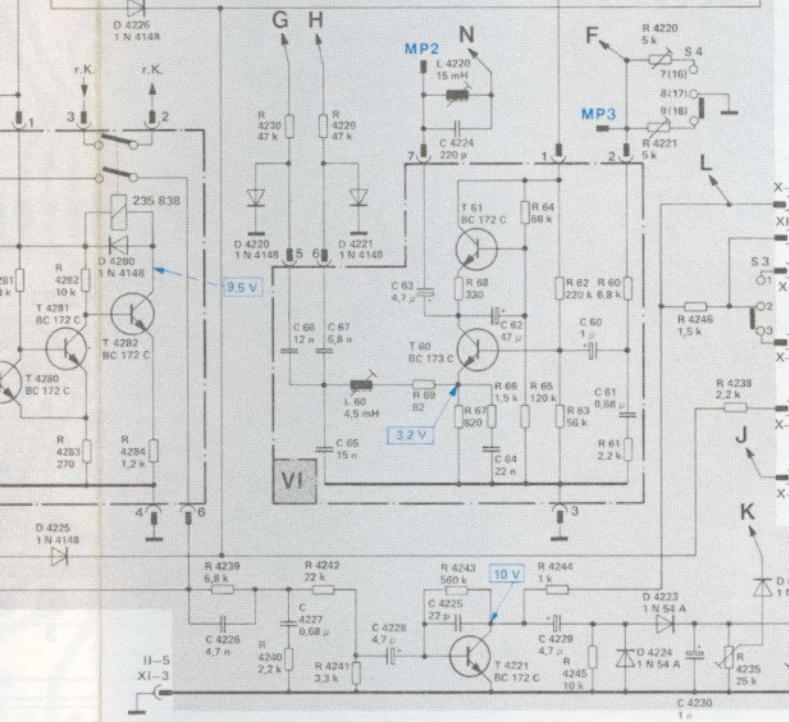 D 4226
1 N 4148
G H
MP2
N
L 4220
15 mH
F
R 4220
5 k
S 4
7(16)
8(17)
9(18)
MP3
R 4221
5 k
r.K. r.K.
1 3 2
R
4230
47 k
R
4229
47 k
C 4224
220 p
7 1 2
L
235 838
D 4220
1 N 4148
D 4221
1 N 4148
5 6
T 61
BC 172 C
R 64
68 k
D 4280
1 N 4148
9,5 V
R
4282
10 k
T 4281
BC 172 C
T 4282
BC 172 C
T 4280
BC 172 C
R
4283
270
R
4284
1,2 k
4 6
C 63
4,7 µ
R 68
330
R 62
220 k
R 60
6,8 k
C 66
12 n
C 67
6,8 n
C 62
47 µ
C 60
1 µ
T 60
BC 173 C
L 60
4,5 mH
R 69
82
R 66
1,5 k
R 65
120 k
C 61
0,68 µ
3,2 V
R 67
820
R 63
56 k
R 61
2,2 k
C 65
15 n
C 64
22 n
VI
3
S 3
1
2
3
R 4246
1,5 k
R 4238
2,2 k
J
K
D 4225
1 N 4148
R 4239
6,8 k
R 4242
22 k
R 4243
560 k
10 V
R 4244
1 k
C 4226
4,7 n
C
4227
0,68 µ
C 4228
4,7 µ
C 4225
22 p
C 4229
4,7 µ
D 4223
1 N 54 A
R
4240
2,2 k
R 4241
3,3 k
T 4221
BC 172 C
R
4245
10 k
D 4224
1 N 54 A
R
4235
25 k
C 4230
II–5
XI–3